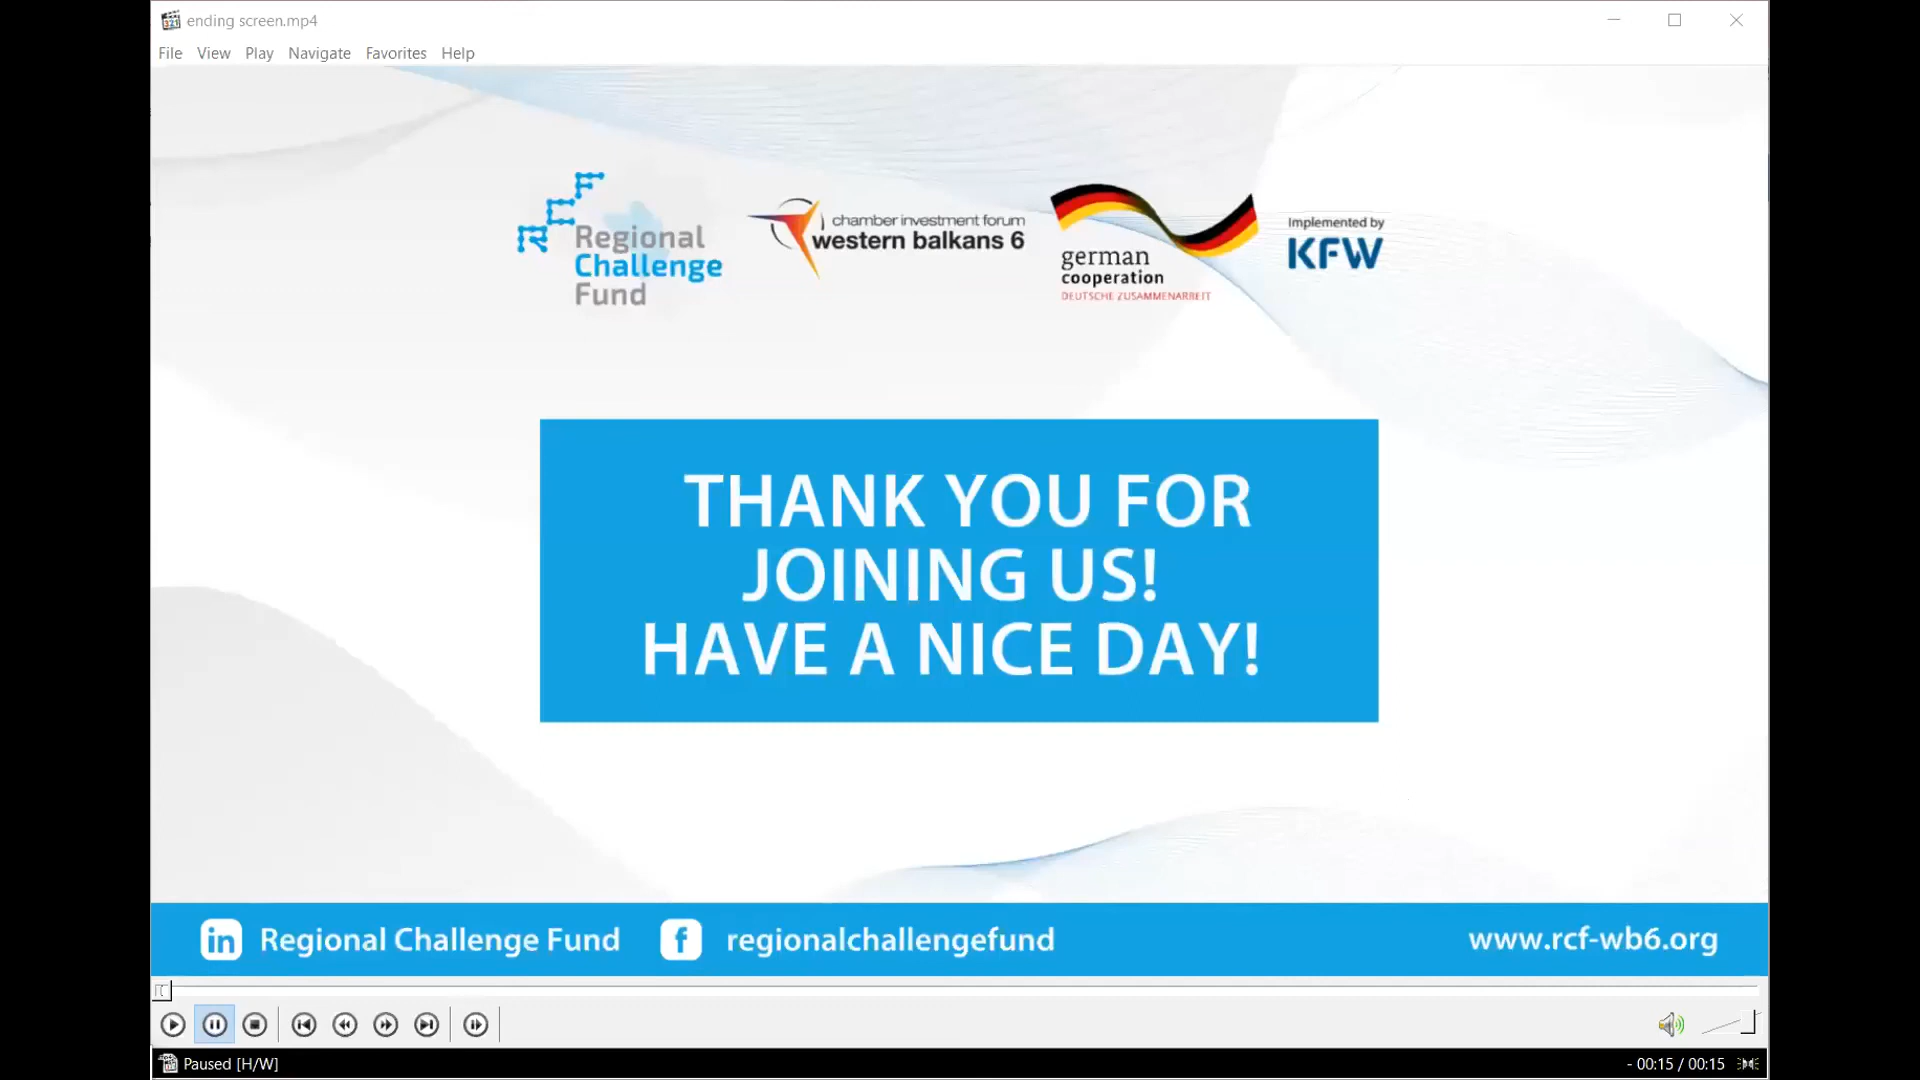 ending screen.mp4
File View Play Navigate Favorites Help
RCF
Regional
Challenge
Fund
chamber investment forum
western balkans 6
german
cooperation
DEUTSCHE ZUSAMMENARBEIT
Implemented by
KFW
THANK YOU FOR
JOINING US!
HAVE A NICE DAY!
in Regional Challenge Fund f regionalchallengefund www.rcf-wb6.org
Paused [H/W] - 00:15 / 00:15